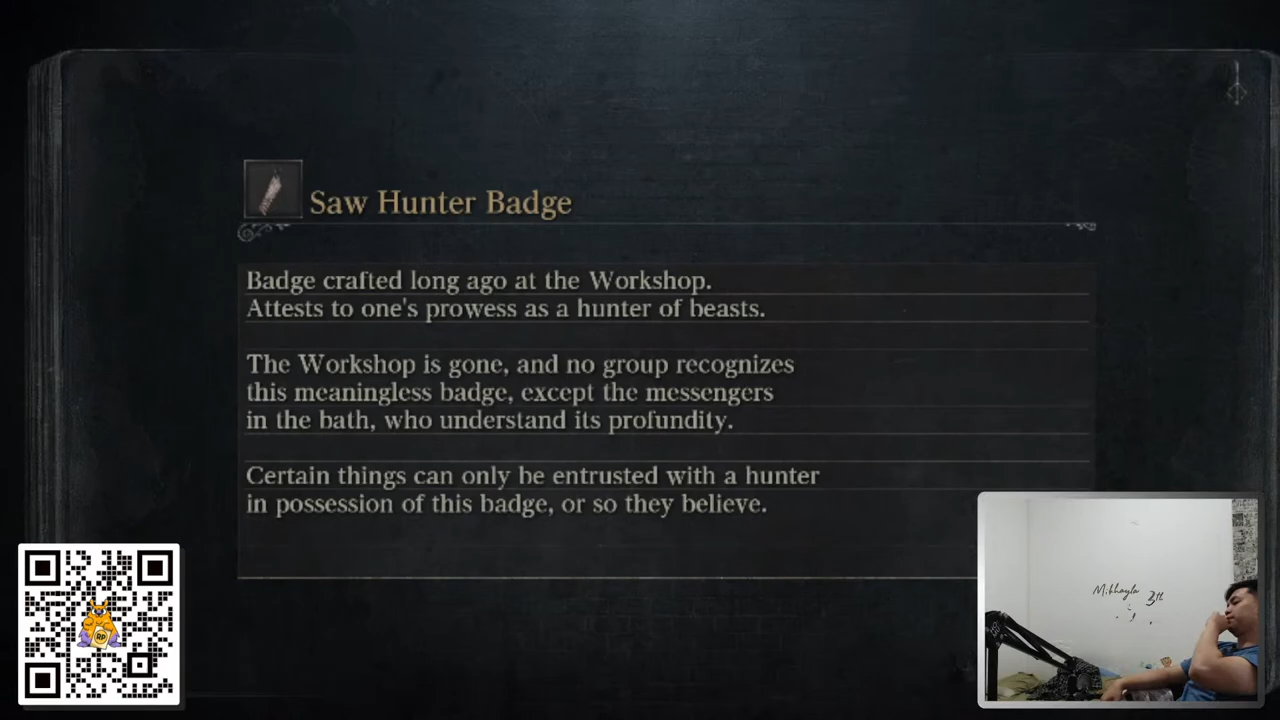 Saw Hunter Badge
Badge crafted long ago at the Workshop.
Attests to one's prowess as a hunter of beasts.
The Workshop is gone, and no group recognizes
this meaningless badge, except the messengers
in the bath, who understand its profundity.
Certain things can only be entrusted with a hunter
in possession of this badge, or so they believe.
RP
Mikhayla